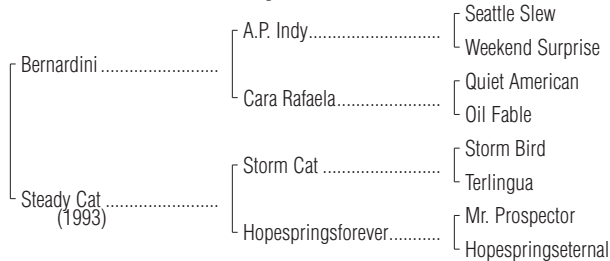 Seattle Slew
A.P. Indy....................................
Weekend Surprise
Bernardini ................................
Quiet American
Cara Rafaela............................
Oil Fable
Storm Bird
Storm Cat ................................
Terlingua
Steady Cat ..............................
(1993)
Mr. Prospector
Hopespringsforever............
Hopespringseternal